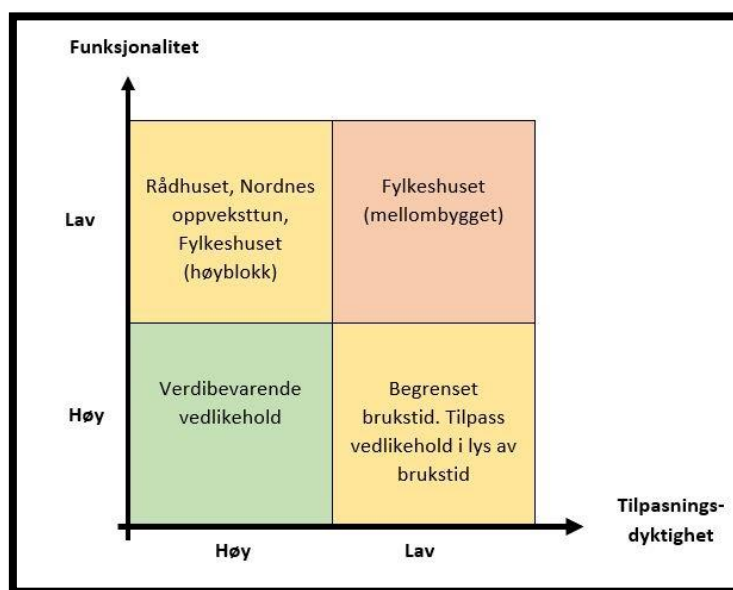 Funksjonalitet
Lav
Rådhuset, Nordnes
oppveksttun,
Fylkeshuset
(høyblokk)
Fylkeshuset
(mellombygget)
Høy
Verdibevarende
vedlikehold
Begrenset
brukstid. Tilpass
vedlikehold i lys av
brukstid
Tilpasnings-
dyktighet
Høy
Lav